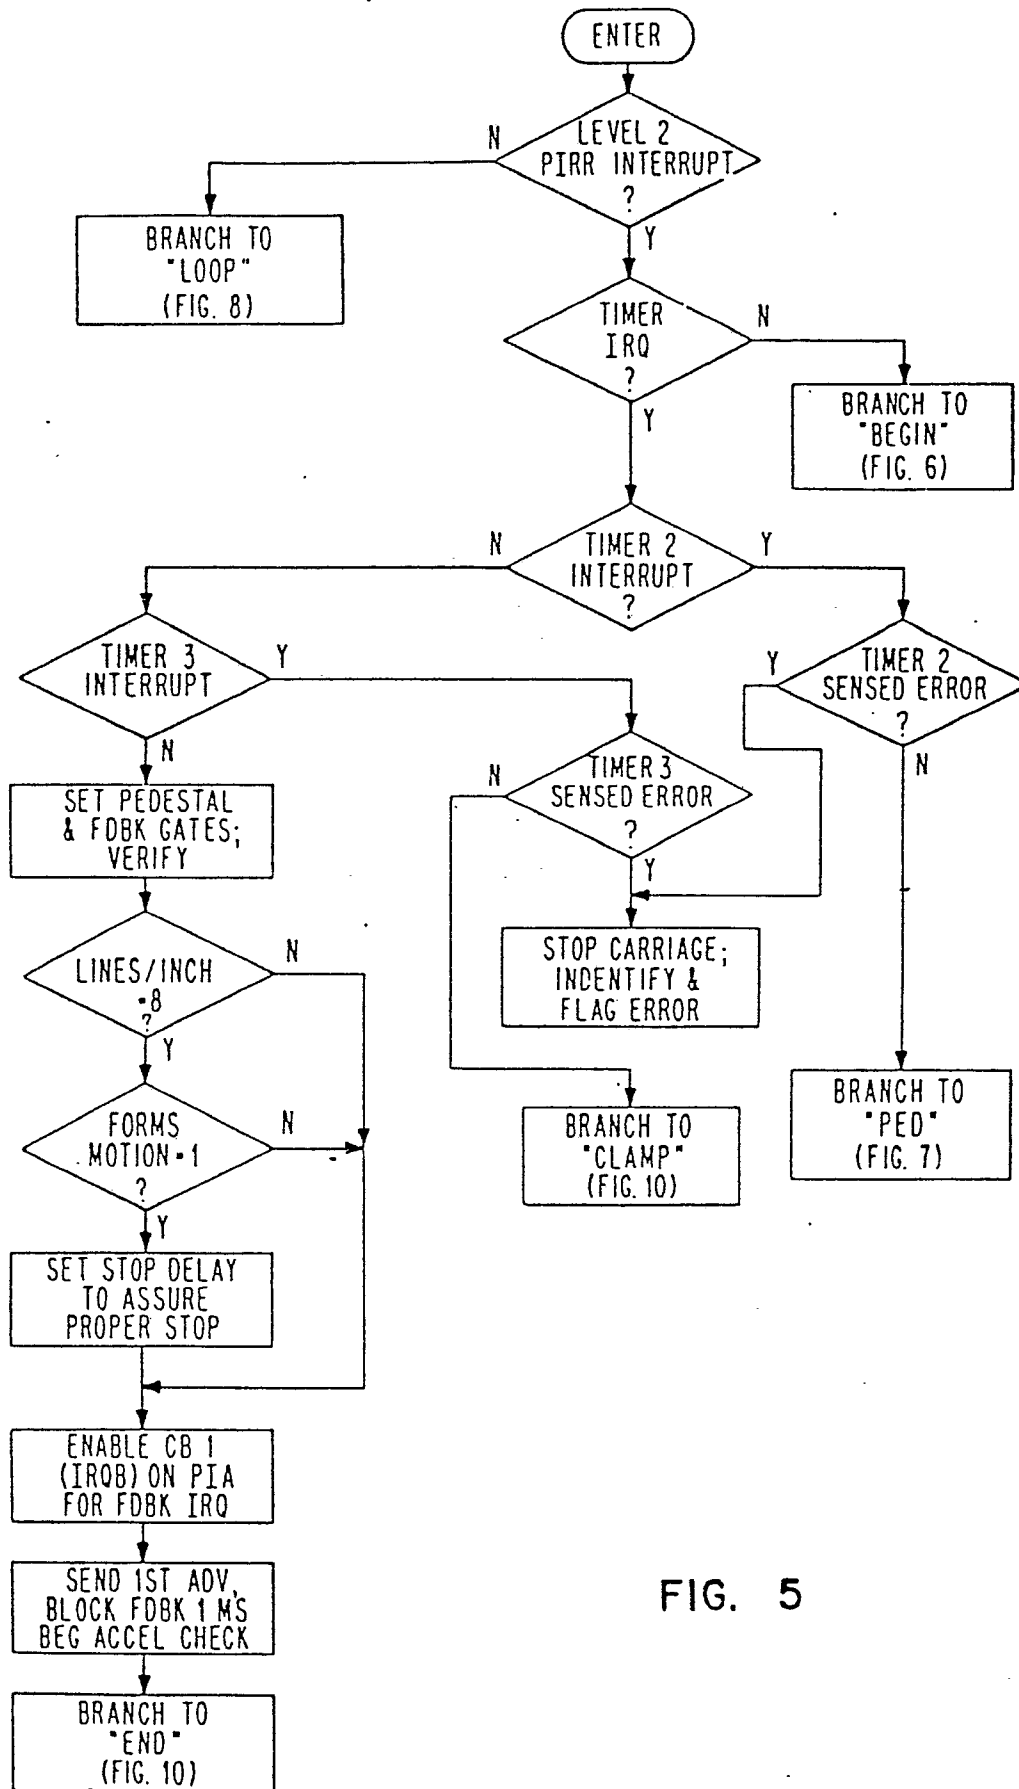 ENTER
LEVEL 2
PIRR INTERRUPT
?
N
Y
BRANCH TO
"LOOP"
(FIG. 8)
TIMER
IRQ
?
N
Y
BRANCH TO
"BEGIN"
(FIG. 6)
TIMER 2
INTERRUPT
?
N
Y
TIMER 3
INTERRUPT
Y
N
TIMER 2
SENSED ERROR
?
Y
N
TIMER 3
SENSED ERROR
?
N
Y
SET PEDESTAL
& FDBK GATES;
VERIFY
LINES/INCH
=8
?
N
Y
STOP CARRIAGE;
INDENTIFY &
FLAG ERROR
FORMS
MOTION=1
?
N
Y
BRANCH TO
"CLAMP"
(FIG. 10)
BRANCH TO
"PED"
(FIG. 7)
SET STOP DELAY
TO ASSURE
PROPER STOP
ENABLE CB 1
(IRQB) ON PIA
FOR FDBK IRQ
SEND 1ST ADV,
BLOCK FDBK 1 M'S
BEG ACCEL CHECK
BRANCH TO
"END"
(FIG. 10)
FIG. 5